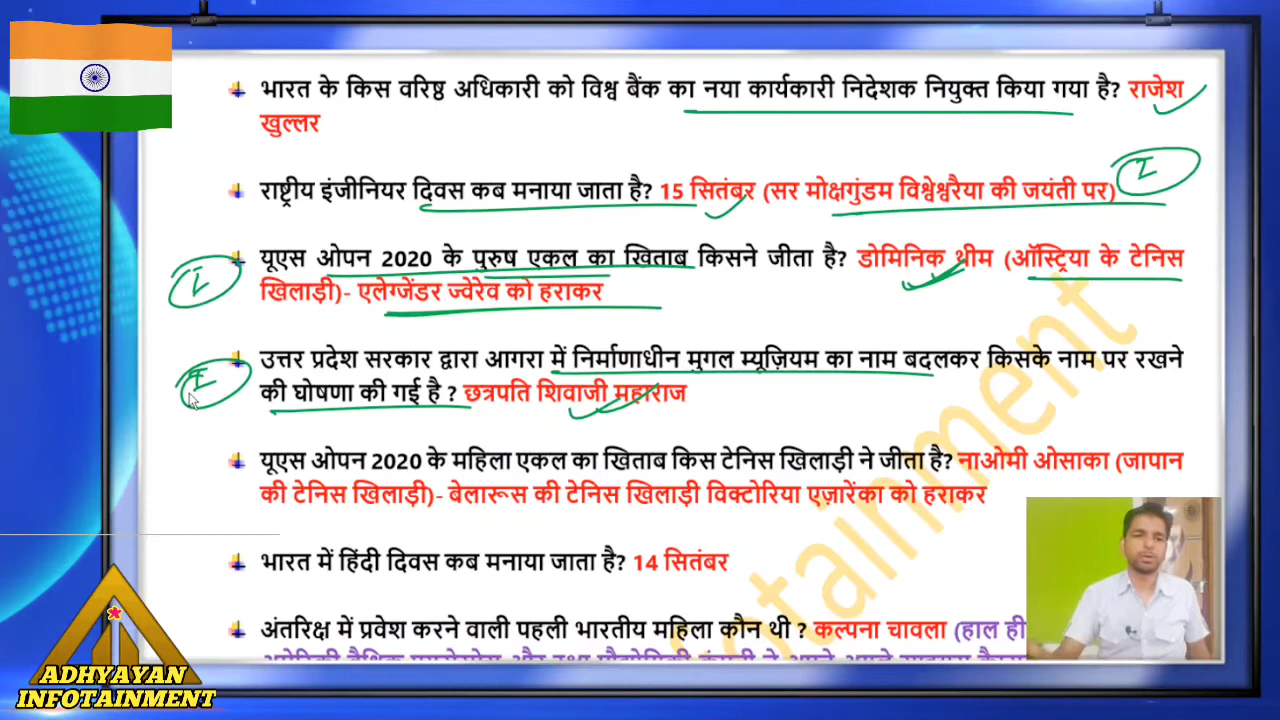 भारत के किस वरिष्ठ अधिकारी को विश्व बैंक का नया कार्यकारी निदेशक नियुक्त किया गया है? राजेश
खुल्लर
राष्ट्रीय इंजीनियर दिवस कब मनाया जाता है? 15 सितंबर (सर मोक्षगुंडम विश्वेश्वरैया की जयंती पर)
I
यूएस ओपन 2020 के पुरुष एकल का खिताब किसने जीता है? डोमिनिक थीम (ऑस्ट्रिया के टेनिस
I
खिलाड़ी)- एलेग्जेंडर ज्वेरेव को हराकर
उत्तर प्रदेश सरकार द्वारा आगरा में निर्माणाधीन मुगल म्यूज़ियम का नाम बदलकर किसके नाम पर रखने
I
की घोषणा की गई है ? छत्रपति शिवाजी महाराज
यूएस ओपन 2020 के महिला एकल का खिताब किस टेनिस खिलाड़ी ने जीता है? नाओमी ओसाका (जापान
की टेनिस खिलाड़ी)- बेलारूस की टेनिस खिलाड़ी विक्टोरिया एज़ारेंका को हराकर
भारत में हिंदी दिवस कब मनाया जाता है? 14 सितंबर
अंतरिक्ष में प्रवेश करने वाली पहली भारतीय महिला कौन थी ? कल्पना चावला (हाल ही
otainment
ADHYAYAN
INFOTAINMENT